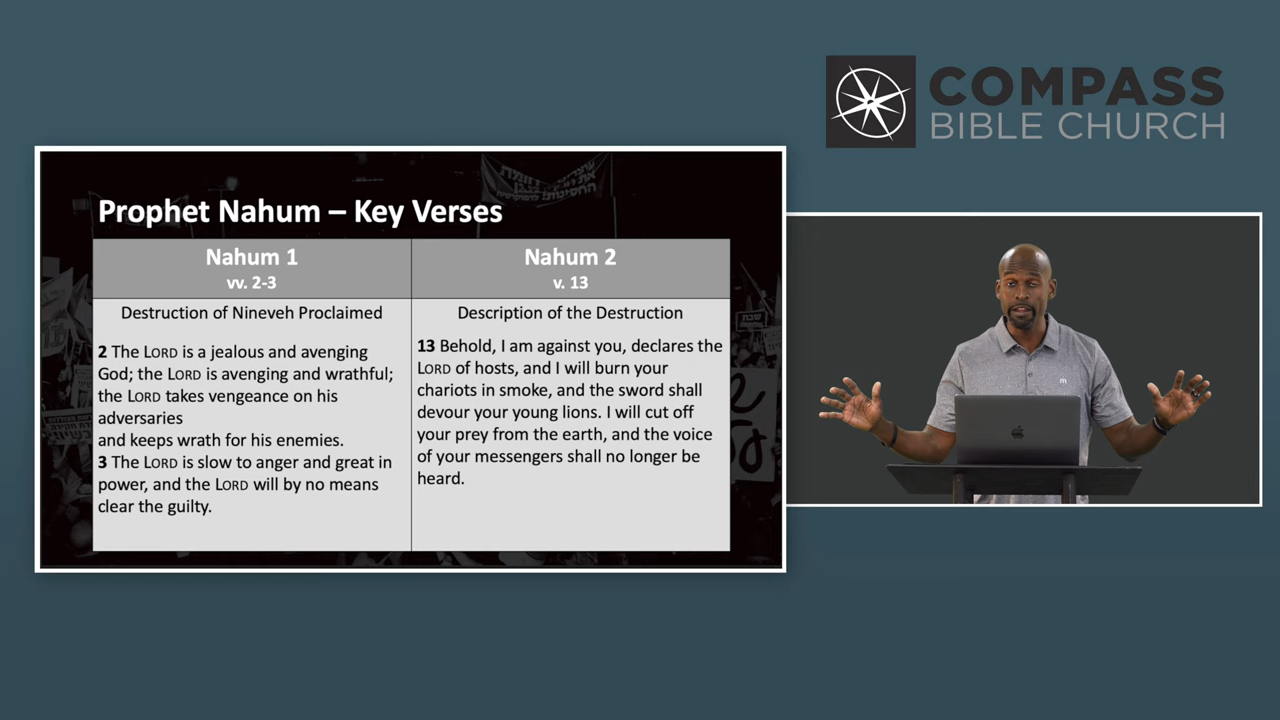 COMPASS
BIBLE CHURCH
Prophet Nahum – Key Verses
Nahum 1
vv. 2-3
Destruction of Nineveh Proclaimed
2 The LORD is a jealous and avenging
God; the LORD is avenging and wrathful;
the LORD takes vengeance on his
adversaries
and keeps wrath for his enemies.
3 The LORD is slow to anger and great in
power, and the LORD will by no means
clear the guilty.
Nahum 2
v. 13
Description of the Destruction
13 Behold, I am against you, declares the
LORD of hosts, and I will burn your
chariots in smoke, and the sword shall
devour your young lions. I will cut off
your prey from the earth, and the voice
of your messengers shall no longer be
heard.
m